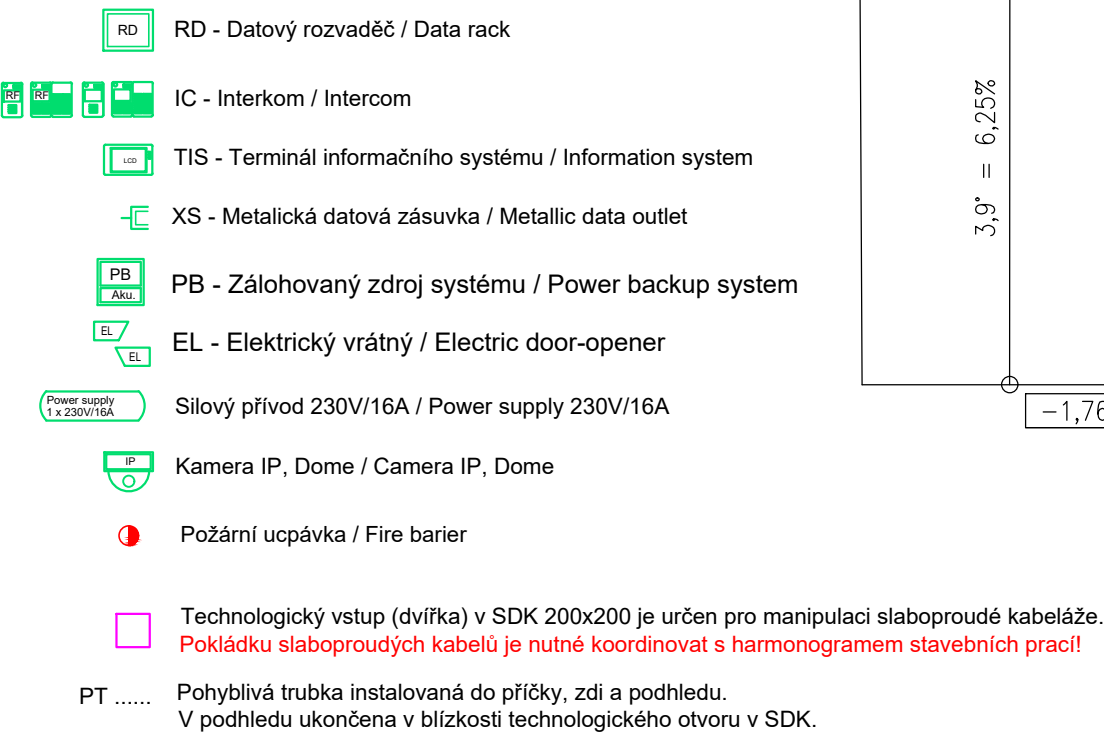 RD
RD - Datový rozvaděč / Data rack
RF
RF
IC - Interkom / Intercom
LCD
TIS - Terminál informačního systému / Information system
XS - Metalická datová zásuvka / Metallic data outlet
PB
Aku.
PB - Zálohovaný zdroj systému / Power backup system
EL
EL
EL - Elektrický vrátný / Electric door-opener
Power supply
1 x 230V/16A
Silový přívod 230V/16A / Power supply 230V/16A
IP
Kamera IP, Dome / Camera IP, Dome
Požární ucpávka / Fire barier
Technologický vstup (dvířka) v SDK 200x200 je určen pro manipulaci slaboproudé kabeláže.
Pokládku slaboproudých kabelů je nutné koordinovat s harmonogramem stavebních prací!
PT ...... Pohyblivá trubka instalovaná do příčky, zdi a podhledu.
V podhledu ukončena v blízkosti technologického otvoru v SDK.
3,9° = 6,25%